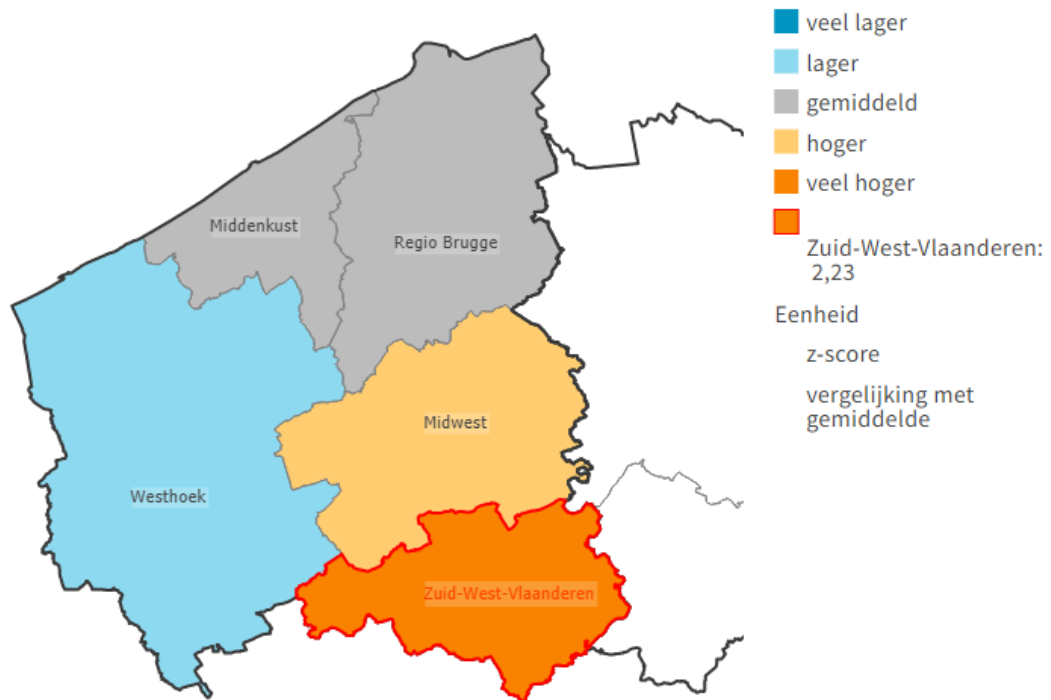 veel lager
lager
gemiddeld
hoger
veel hoger
Zuid-West-Vlaanderen:
2,23
Eenheid
z-score
vergelijking met
gemiddelde
Middenkust
Regio Brugge
Midwest
Westhoek
Zuid-West-Vlaanderen